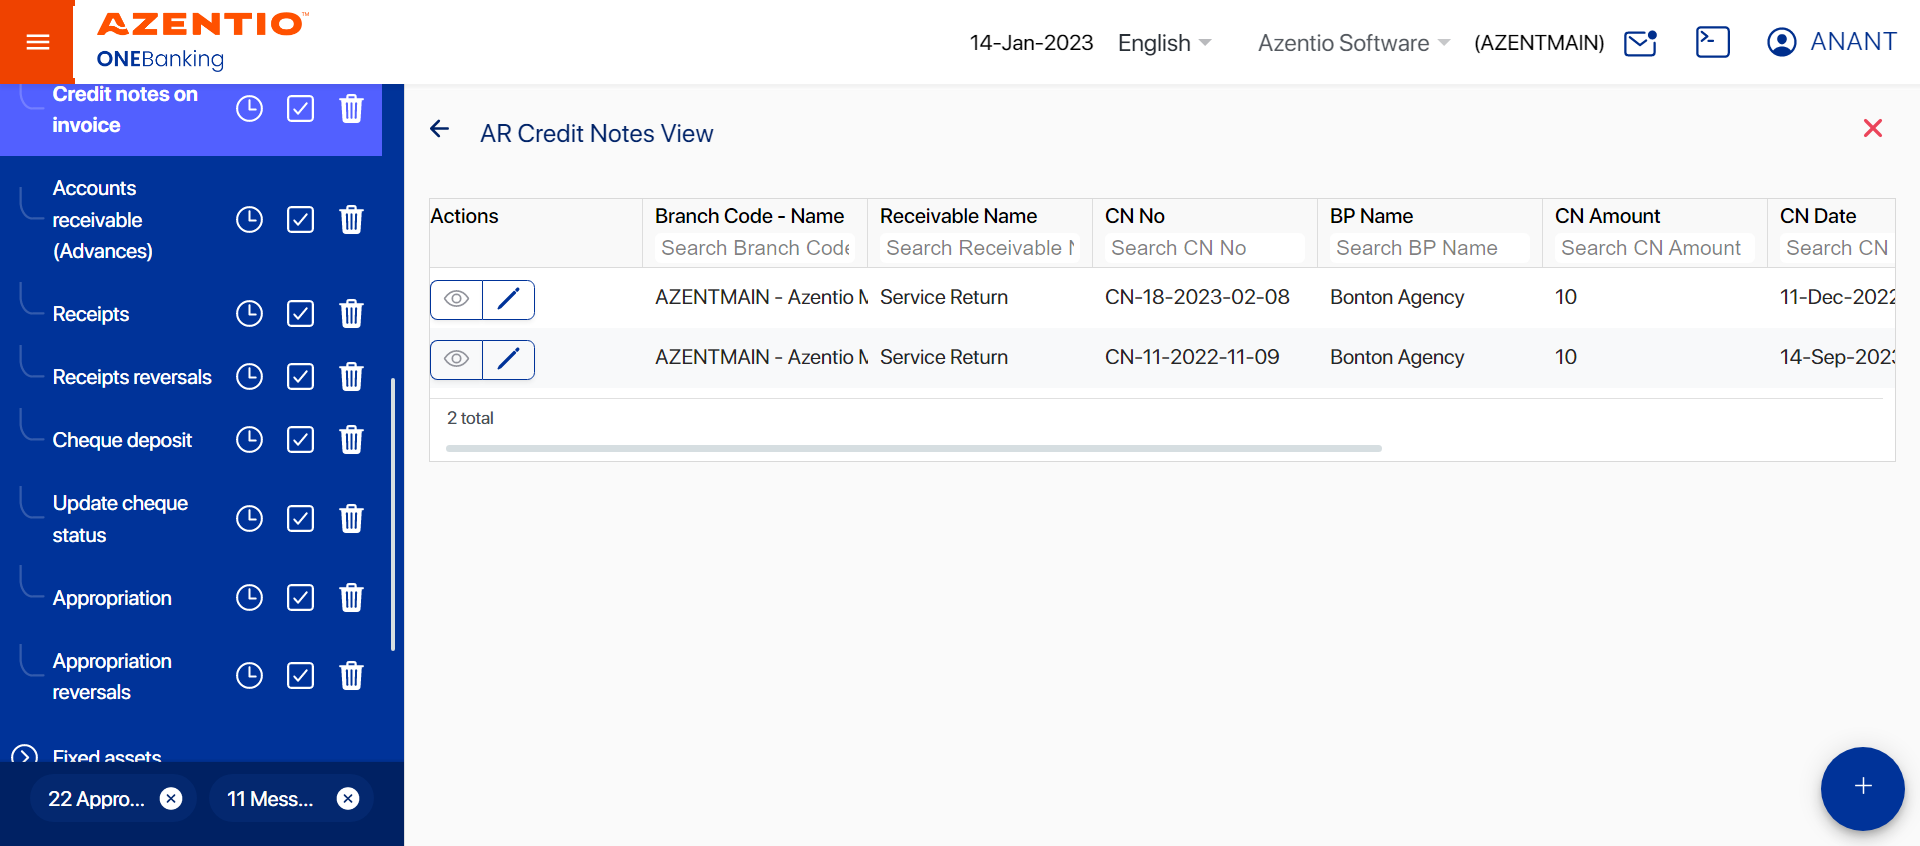 AZENTIO™
ONEBanking
14-Jan-2023 English Azentio Software (AZENTMAIN) ANANT
Credit notes on
invoice
Accounts
receivable
(Advances)
Receipts
Receipts reversals
Cheque deposit
Update cheque
status
Appropriation
Appropriation
reversals
Fixed assets
22 Appro... 11 Mess...
AR Credit Notes View
Actions Branch Code - Name Receivable Name CN No BP Name CN Amount CN Date
Search Branch Code Search Receivable N Search CN No Search BP Name Search CN Amount Search CN
AZENTMAIN - Azentio M Service Return CN-18-2023-02-08 Bonton Agency 10 11-Dec-2022
AZENTMAIN - Azentio M Service Return CN-11-2022-11-09 Bonton Agency 10 14-Sep-2023
2 total